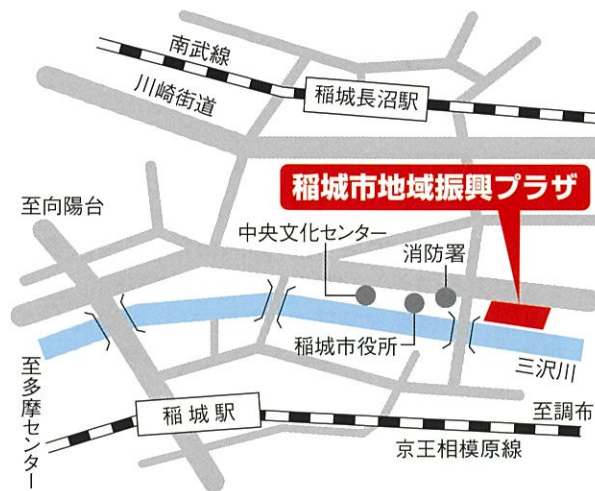 南武線
川崎街道
稲城長沼駅
稲城市地域振興プラザ
至向陽台
中央文化センター
消防署
稲城市役所
三沢川
至多摩センター
稲城駅
至調布
京王相模原線